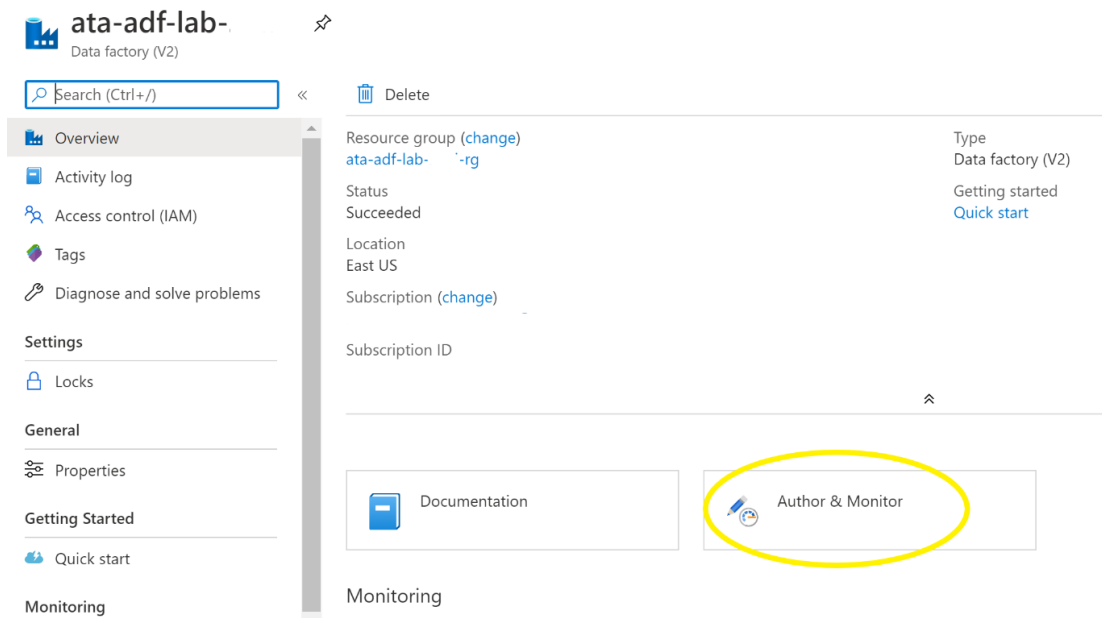 ata-adf-lab-
Data factory (V2)
Search (Ctrl+/)
«
Overview
Activity log
Access control (IAM)
Tags
Diagnose and solve problems
Settings
Locks
General
Properties
Getting Started
Quick start
Monitoring
Delete
Resource group (change)
ata-adf-lab- -rg
Status
Succeeded
Location
East US
Subscription (change)
Subscription ID
Type
Data factory (V2)
Getting started
Quick start
Documentation
Author & Monitor
Monitoring